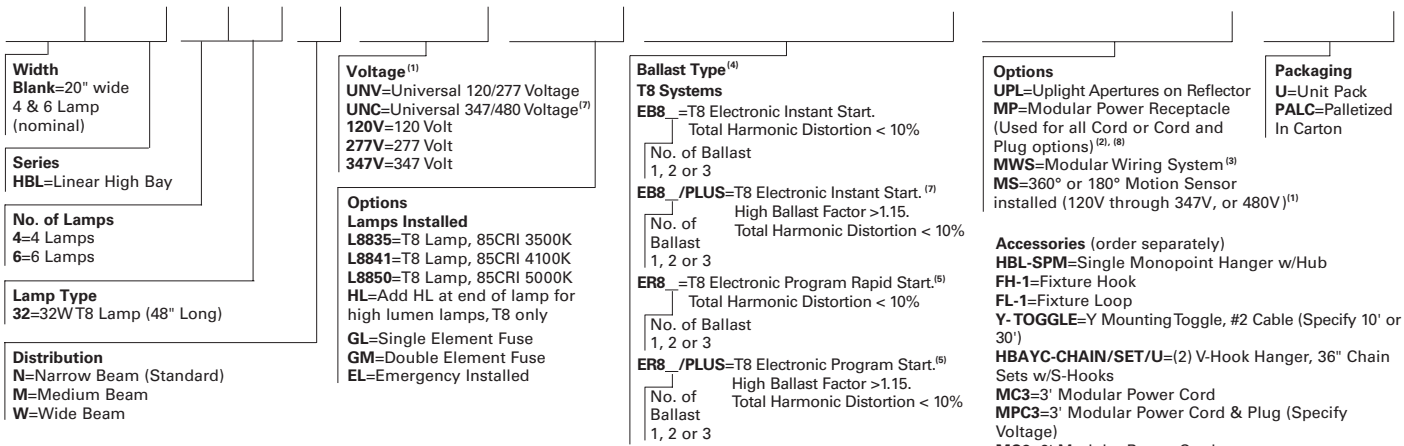 Width
Blank=20" wide
4 & 6 Lamp
(nominal)
Series
HBL=Linear High Bay
No. of Lamps
4=4 Lamps
6=6 Lamps
Lamp Type
32=32W T8 Lamp (48" Long)
Distribution
N=Narrow Beam (Standard)
M=Medium Beam
W=Wide Beam
Voltage (1)
UNV=Universal 120/277 Voltage
UNC=Universal 347/480 Voltage (7)
120V=120 Volt
277V=277 Volt
347V=347 Volt
Options
Lamps Installed
L8835=T8 Lamp, 85CRI 3500K
L8841=T8 Lamp, 85CRI 4100K
L8850=T8 Lamp, 85CRI 5000K
HL=Add HL at end of lamp for
high lumen lamps, T8 only
GL=Single Element Fuse
GM=Double Element Fuse
EL=Emergency Installed
Ballast Type (4)
T8 Systems
EB8__=T8 Electronic Instant Start.
Total Harmonic Distortion < 10%
No. of Ballast
1, 2 or 3
EB8__/PLUS=T8 Electronic Instant Start. (7)
High Ballast Factor >1.15.
Total Harmonic Distortion < 10%
No. of
Ballast
1, 2 or 3
ER8__=T8 Electronic Program Rapid Start. (5)
Total Harmonic Distortion < 10%
No. of Ballast
1, 2 or 3
ER8__/PLUS=T8 Electronic Program Start. (5)
High Ballast Factor >1.15.
Total Harmonic Distortion < 10%
No. of
Ballast
1, 2 or 3
Options
UPL=Uplight Apertures on Reflector
MP=Modular Power Receptacle
(Used for all Cord or Cord and
Plug options) (2), (8)
MWS=Modular Wiring System (3)
MS=360° or 180° Motion Sensor
installed (120V through 347V, or 480V) (1)
Accessories (order separately)
HBL-SPM=Single Monopoint Hanger w/Hub
FH-1=Fixture Hook
FL-1=Fixture Loop
Y-TOGGLE=Y Mounting Toggle, #2 Cable (Specify 10' or
30')
HBAYC-CHAIN/SET/U=(2) V-Hook Hanger, 36" Chain
Sets w/S-Hooks
MC3=3' Modular Power Cord
MPC3=3' Modular Power Cord & Plug (Specify
Voltage)
Packaging
U=Unit Pack
PALC=Palletized
In Carton